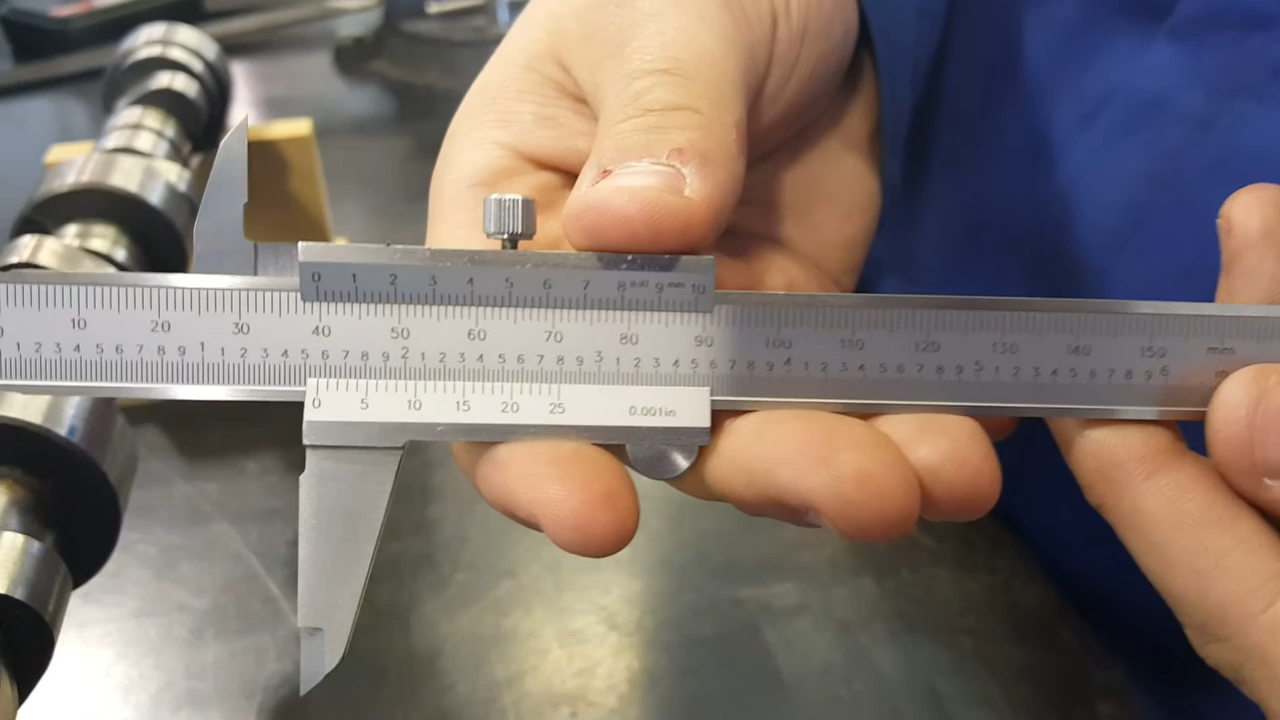 0 1 2 3 4 5 6 7 8 0.02 9 mm 10
0 10 20 30 40 50 60 70 80 90 100 110 120 130 140 150 mm
1 2 3 4 5 6 7 8 9 1 1 2 3 4 5 6 7 8 9 2 1 2 3 4 5 6 7 8 9 3 1 2 3 4 5 6 7 8 9 4 1 2 3 4 5 6 7 8 9 5 1 2 3 4 5 6 7 8 9 6
0 5 10 15 20 25 0.001in